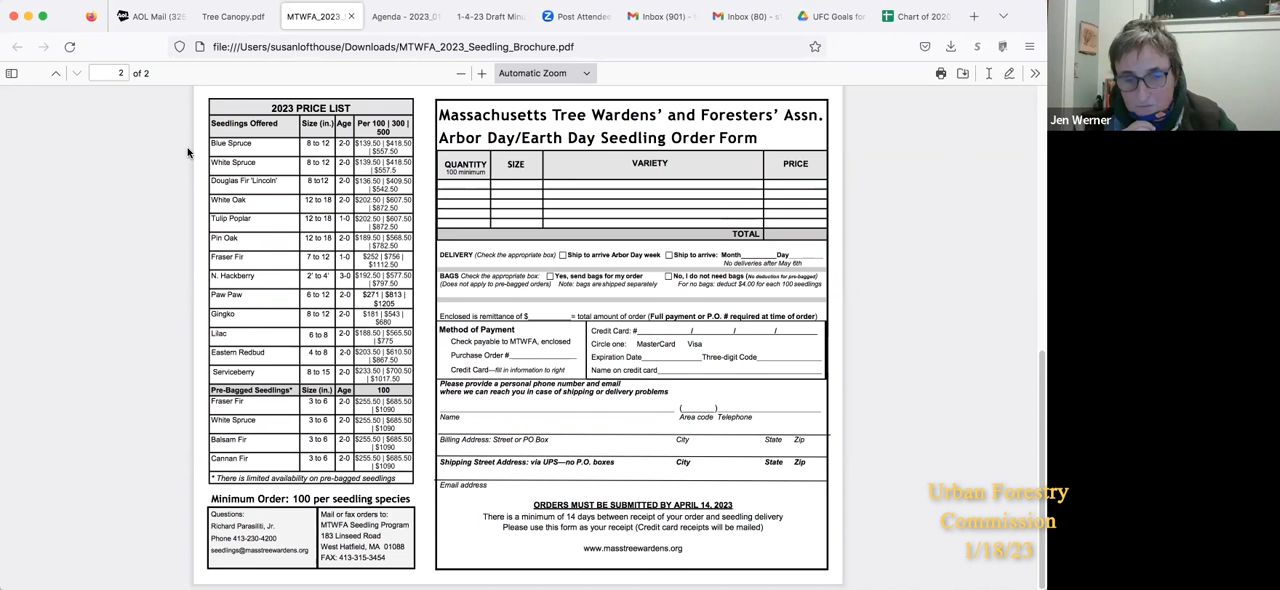 AOL Mail (325
Tree Canopy.pdf
MTWFA_2023_
Agenda - 2023_01
1-4-23 Draft Minu
Post Attendee
Inbox (901) -
Inbox (80) - s
UFC Goals for
Chart of 2020
file:///Users/susanlofthouse/Downloads/MTWFA_2023_Seedling_Brochure.pdf
2 of 2
Automatic Zoom
2023 PRICE LIST
Seedlings Offered Size (in.) Age Per 100 | 300 |
500
Blue Spruce 8 to 12 2-0 $139.50 | $418.50
| $557.50
White Spruce 8 to 12 2-0 $139.50 | $418.50
| $557.5
Douglas Fir 'Lincoln' 8 to12 2-0 $136.50 | $409.50
| $542.50
White Oak 12 to 18 2-0 $202.50 | $607.50
| $872.50
Tulip Poplar 12 to 18 1-0 $202.50 | $607.50
| $872.50
Pin Oak 12 to 18 2-0 $189.50 | $568.50
| $782.50
Fraser Fir 7 to 12 1-0 $252 | $756 |
$1112.50
N. Hackberry 2' to 4' 3-0 $192.50 | $577.50
| $797.50
Paw Paw 6 to 12 2-0 $271 | $813 |
$1205
Gingko 8 to 12 2-0 $181 | $543 |
$680
Lilac 6 to 8 2-0 $188.50 | $565.50
| $775
Eastern Redbud 4 to 8 2-0 $203.50 | $610.50
| $867.50
Serviceberry 8 to 15 2-0 $233.50 | $700.50
| $1017.50
Pre-Bagged Seedlings* Size (in.) Age 100
Fraser Fir 3 to 6 2-0 $255.50 | $685.50
| $1090
White Spruce 3 to 6 2-0 $255.50 | $685.50
| $1090
Balsam Fir 3 to 6 2-0 $255.50 | $685.50
| $1090
Cannan Fir 3 to 6 2-0 $255.50 | $685.50
| $1090
* There is limited availability on pre-bagged seedlings
Minimum Order: 100 per seedling species
Questions:
Richard Parasiliti, Jr.
Phone 413-230-4200
seedlings@masstreewardens.org
Mail or fax orders to:
MTWFA Seedling Program
183 Linseed Road
West Hatfield, MA 01088
FAX: 413-315-3454
Massachusetts Tree Wardens' and Foresters' Assn.
Arbor Day/Earth Day Seedling Order Form
QUANTITY SIZE VARIETY PRICE
100 minimum
TOTAL
DELIVERY (Check the appropriate box) Ship to arrive Arbor Day week Ship to arrive: Month________Day________
No deliveries after May 6th
BAGS Check the appropriate box: Yes, send bags for my order No, I do not need bags (No deduction for pre-bagged)
(Does not apply to pre-bagged orders) Note: bags are shipped separately For no bags: deduct $4.00 for each 100 seedlings
Enclosed is remittance of $__________= total amount of order (Full payment or P.O. # required at time of order)
Method of Payment
Check payable to MTWFA, enclosed
Purchase Order #_______________
Credit Card—fill in information to right
Credit Card: #____________/__________/_________/_________
Circle one: MasterCard Visa
Expiration Date______________Three-digit Code_______________
Name on credit card______________________________________
Please provide a personal phone number and email
where we can reach you in case of shipping or delivery problems
(______)
Name Area code Telephone
Billing Address: Street or PO Box City State Zip
Shipping Street Address: via UPS—no P.O. boxes City State Zip
Email address
ORDERS MUST BE SUBMITTED BY APRIL 14, 2023
There is a minimum of 14 days between receipt of your order and seedling delivery
Please use this form as your receipt (Credit card receipts will be mailed)
www.masstreewardens.org
Jen Werner
Urban Forestry
Commission
1/18/23